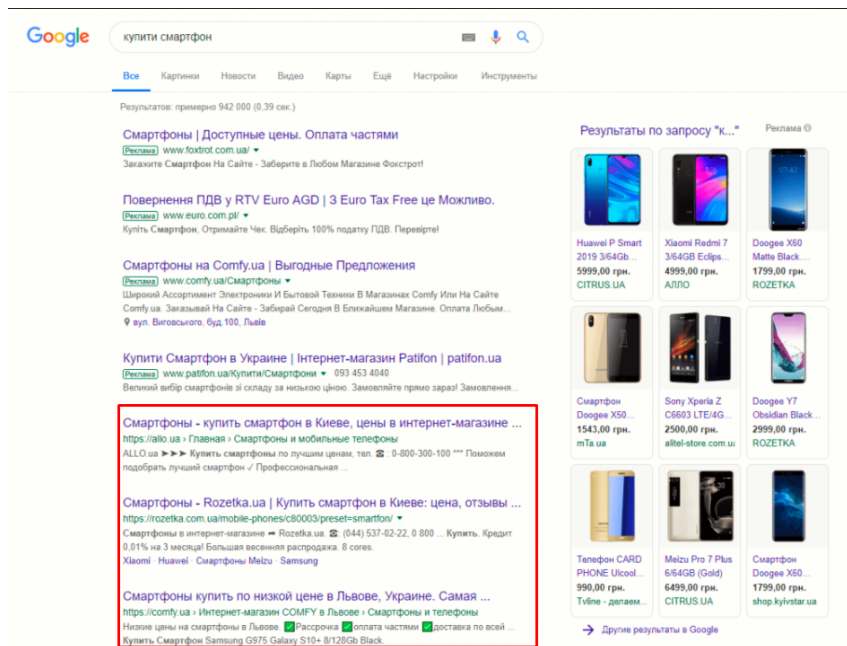 Google
купити смартфон
Все Картинки Новости Видео Карты Ещё Настройки Инструменты
Результатов: примерно 942 000 (0,39 сек.)
Смартфоны | Доступные цены. Оплата частями
Реклама www.foxtrot.com.ua/
Закажите Смартфон На Сайте - Заберите в Любом Магазине Фокстрот!
Повернення ПДВ у RTV Euro AGD | З Euro Tax Free це Можливо.
Реклама www.euro.com.pl/
Купіть Смартфон, Отримайте Чек. Відберіть 100% податку ПДВ. Перевірте!
Смартфоны на Comfy.ua | Выгодные Предложения
Реклама www.comfy.ua/Смартфоны
Широкий Ассортимент Электроники И Бытовой Техники В Магазинах Comfy Или На Сайте
Comfy.ua. Заказывай На Сайте - Забирай Сегодня В Ближайшем Магазине. Оплата Любым...
вул. Виговського, буд.100, Львів
Купити Смартфон в Украине | Інтернет-магазин Patifon | patifon.ua
Реклама www.patifon.ua/Купити/Смартфони 093 453 4040
Великий вибір смартфонів зі складу за низькою ціною. Замовляйте прямо зараз! Замовлення...
Смартфоны - купить смартфон в Киеве, цены в интернет-магазине ...
https://allo.ua › Главная › Смартфоны и мобильные телефоны
ALLO.ua ➤➤➤ Купить смартфоны по лучшим ценам, тел. ☎ : 0-800-300-100 *** Поможем
подобрать лучший смартфон ✓ Профессиональная ...
Смартфоны - Rozetka.ua | Купить смартфон в Киеве: цена, отзывы ...
https://rozetka.com.ua/mobile-phones/c80003/preset=smartfon/
Смартфоны в интернет-магазине ➦ Rozetka.ua. ☎: (044) 537-02-22, 0 800 ... Купить. Кредит
0,01% на 3 месяца! Большая весенняя распродажа. 8 cores.
Xiaomi · Huawei · Смартфоны Meizu · Samsung
Смартфоны купить по низкой цене в Львове, Украине. Самая ...
https://comfy.ua › Интернет-магазин COMFY в Львове › Смартфоны и телефоны
Низкие цены на смартфоны в Львове. ✅Рассрочка ✅оплата частями ✅доставка по всей ...
Купить Смартфон Samsung G975 Galaxy S10+ 8/128Gb Black.
Результаты по запросу "к..." Реклама
07:42
Huawei P Smart
2019 3/64Gb...
5999,00 грн.
CITRUS.UA
Xiaomi Redmi 7
3/64GB Eclips...
4999,00 грн.
АЛЛО
Doogee X60
Matte Black....
1799,00 грн.
ROZETKA
Смартфон
Doogee X50...
1543,00 грн.
mTa.ua
Sony Xperia Z
C6603 LTE/4G...
2500,00 грн.
alitel-store.com.ua
Doogee Y7
Obsidian Black...
2999,00 грн.
ROZETKA
Телефон CARD
PHONE Ulcool...
990,00 грн.
Tvline - делаем...
Meizu Pro 7 Plus
6/64GB (Gold)
6499,00 грн.
CITRUS.UA
Смартфон
Doogee X60...
1799,00 грн.
shop.kyivstar.ua
Другие результаты в Google